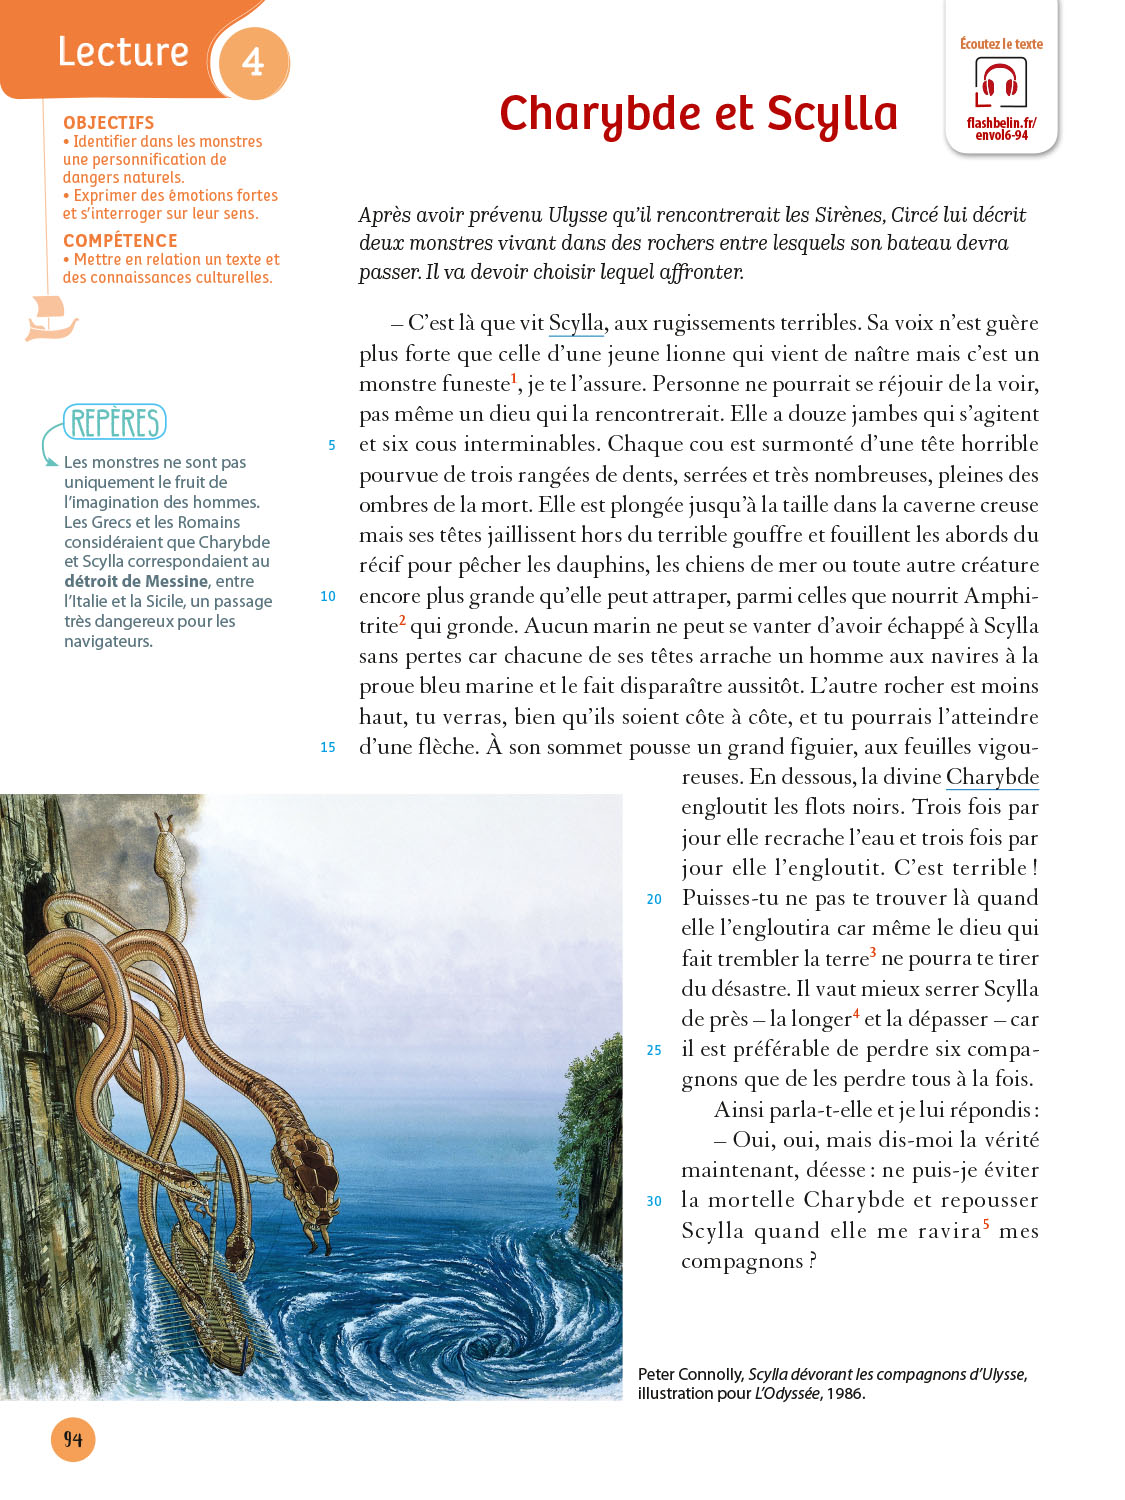 Lecture 4
Écoutez le texte
flashbelin.fr/
envol6-94
Charybde et Scylla
OBJECTIFS
• Identifier dans les monstres
une personnification de
dangers naturels.
• Exprimer des émotions fortes
et s'interroger sur leur sens.
COMPÉTENCE
• Mettre en relation un texte et
des connaissances culturelles.
Après avoir prévenu Ulysse qu'il rencontrerait les Sirènes, Circé lui décrit
deux monstres vivant dans des rochers entre lesquels son bateau devra
passer. Il va devoir choisir lequel affronter.
REPÈRES
Les monstres ne sont pas
uniquement le fruit de
l'imagination des hommes.
Les Grecs et les Romains
considéraient que Charybde
et Scylla correspondaient au
détroit de Messine, entre
l'Italie et la Sicile, un passage
très dangereux pour les
navigateurs.
– C'est là que vit Scylla, aux rugissements terribles. Sa voix n'est guère
plus forte que celle d'une jeune lionne qui vient de naître mais c'est un
monstre funeste1, je te l'assure. Personne ne pourrait se réjouir de la voir,
pas même un dieu qui la rencontrerait. Elle a douze jambes qui s'agitent
5 et six cous interminables. Chaque cou est surmonté d'une tête horrible
pourvue de trois rangées de dents, serrées et très nombreuses, pleines des
ombres de la mort. Elle est plongée jusqu'à la taille dans la caverne creuse
mais ses têtes jaillissent hors du terrible gouffre et fouillent les abords du
récif pour pêcher les dauphins, les chiens de mer ou toute autre créature
10 encore plus grande qu'elle peut attraper, parmi celles que nourrit Amphi-
trite2 qui gronde. Aucun marin ne peut se vanter d'avoir échappé à Scylla
sans pertes car chacune de ses têtes arrache un homme aux navires à la
proue bleu marine et le fait disparaître aussitôt. L'autre rocher est moins
haut, tu verras, bien qu'ils soient côte à côte, et tu pourrais l'atteindre
15 d'une flèche. À son sommet pousse un grand figuier, aux feuilles vigou-
reuses. En dessous, la divine Charybde
engloutit les flots noirs. Trois fois par
jour elle recrache l'eau et trois fois par
jour elle l'engloutit. C'est terrible !
20 Puisses-tu ne pas te trouver là quand
elle l'engloutira car même le dieu qui
fait trembler la terre3 ne pourra te tirer
du désastre. Il vaut mieux serrer Scylla
de près – la longer4 et la dépasser – car
25 il est préférable de perdre six compa-
gnons que de les perdre tous à la fois.
Ainsi parla-t-elle et je lui répondis :
– Oui, oui, mais dis-moi la vérité
maintenant, déesse : ne puis-je éviter
30 la mortelle Charybde et repousser
Scylla quand elle me ravira5 mes
compagnons ?
Peter Connolly, Scylla dévorant les compagnons d'Ulysse,
illustration pour L'Odyssée, 1986.
94